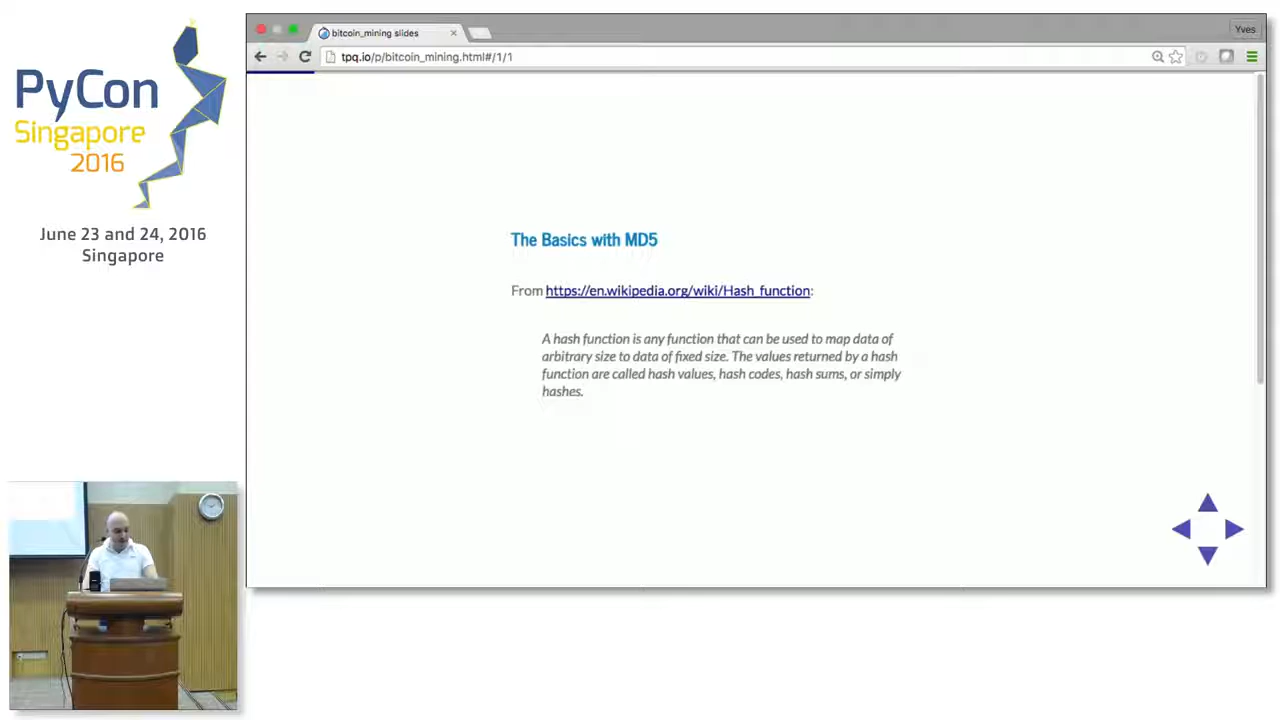 PyCon
Singapore
2016
June 23 and 24, 2016
Singapore
bitcoin_mining slides
Yves
tpq.io/p/bitcoin_mining.html#/1/1
The Basics with MD5
From https://en.wikipedia.org/wiki/Hash_function:
A hash function is any function that can be used to map data of
arbitrary size to data of fixed size. The values returned by a hash
function are called hash values, hash codes, hash sums, or simply
hashes.